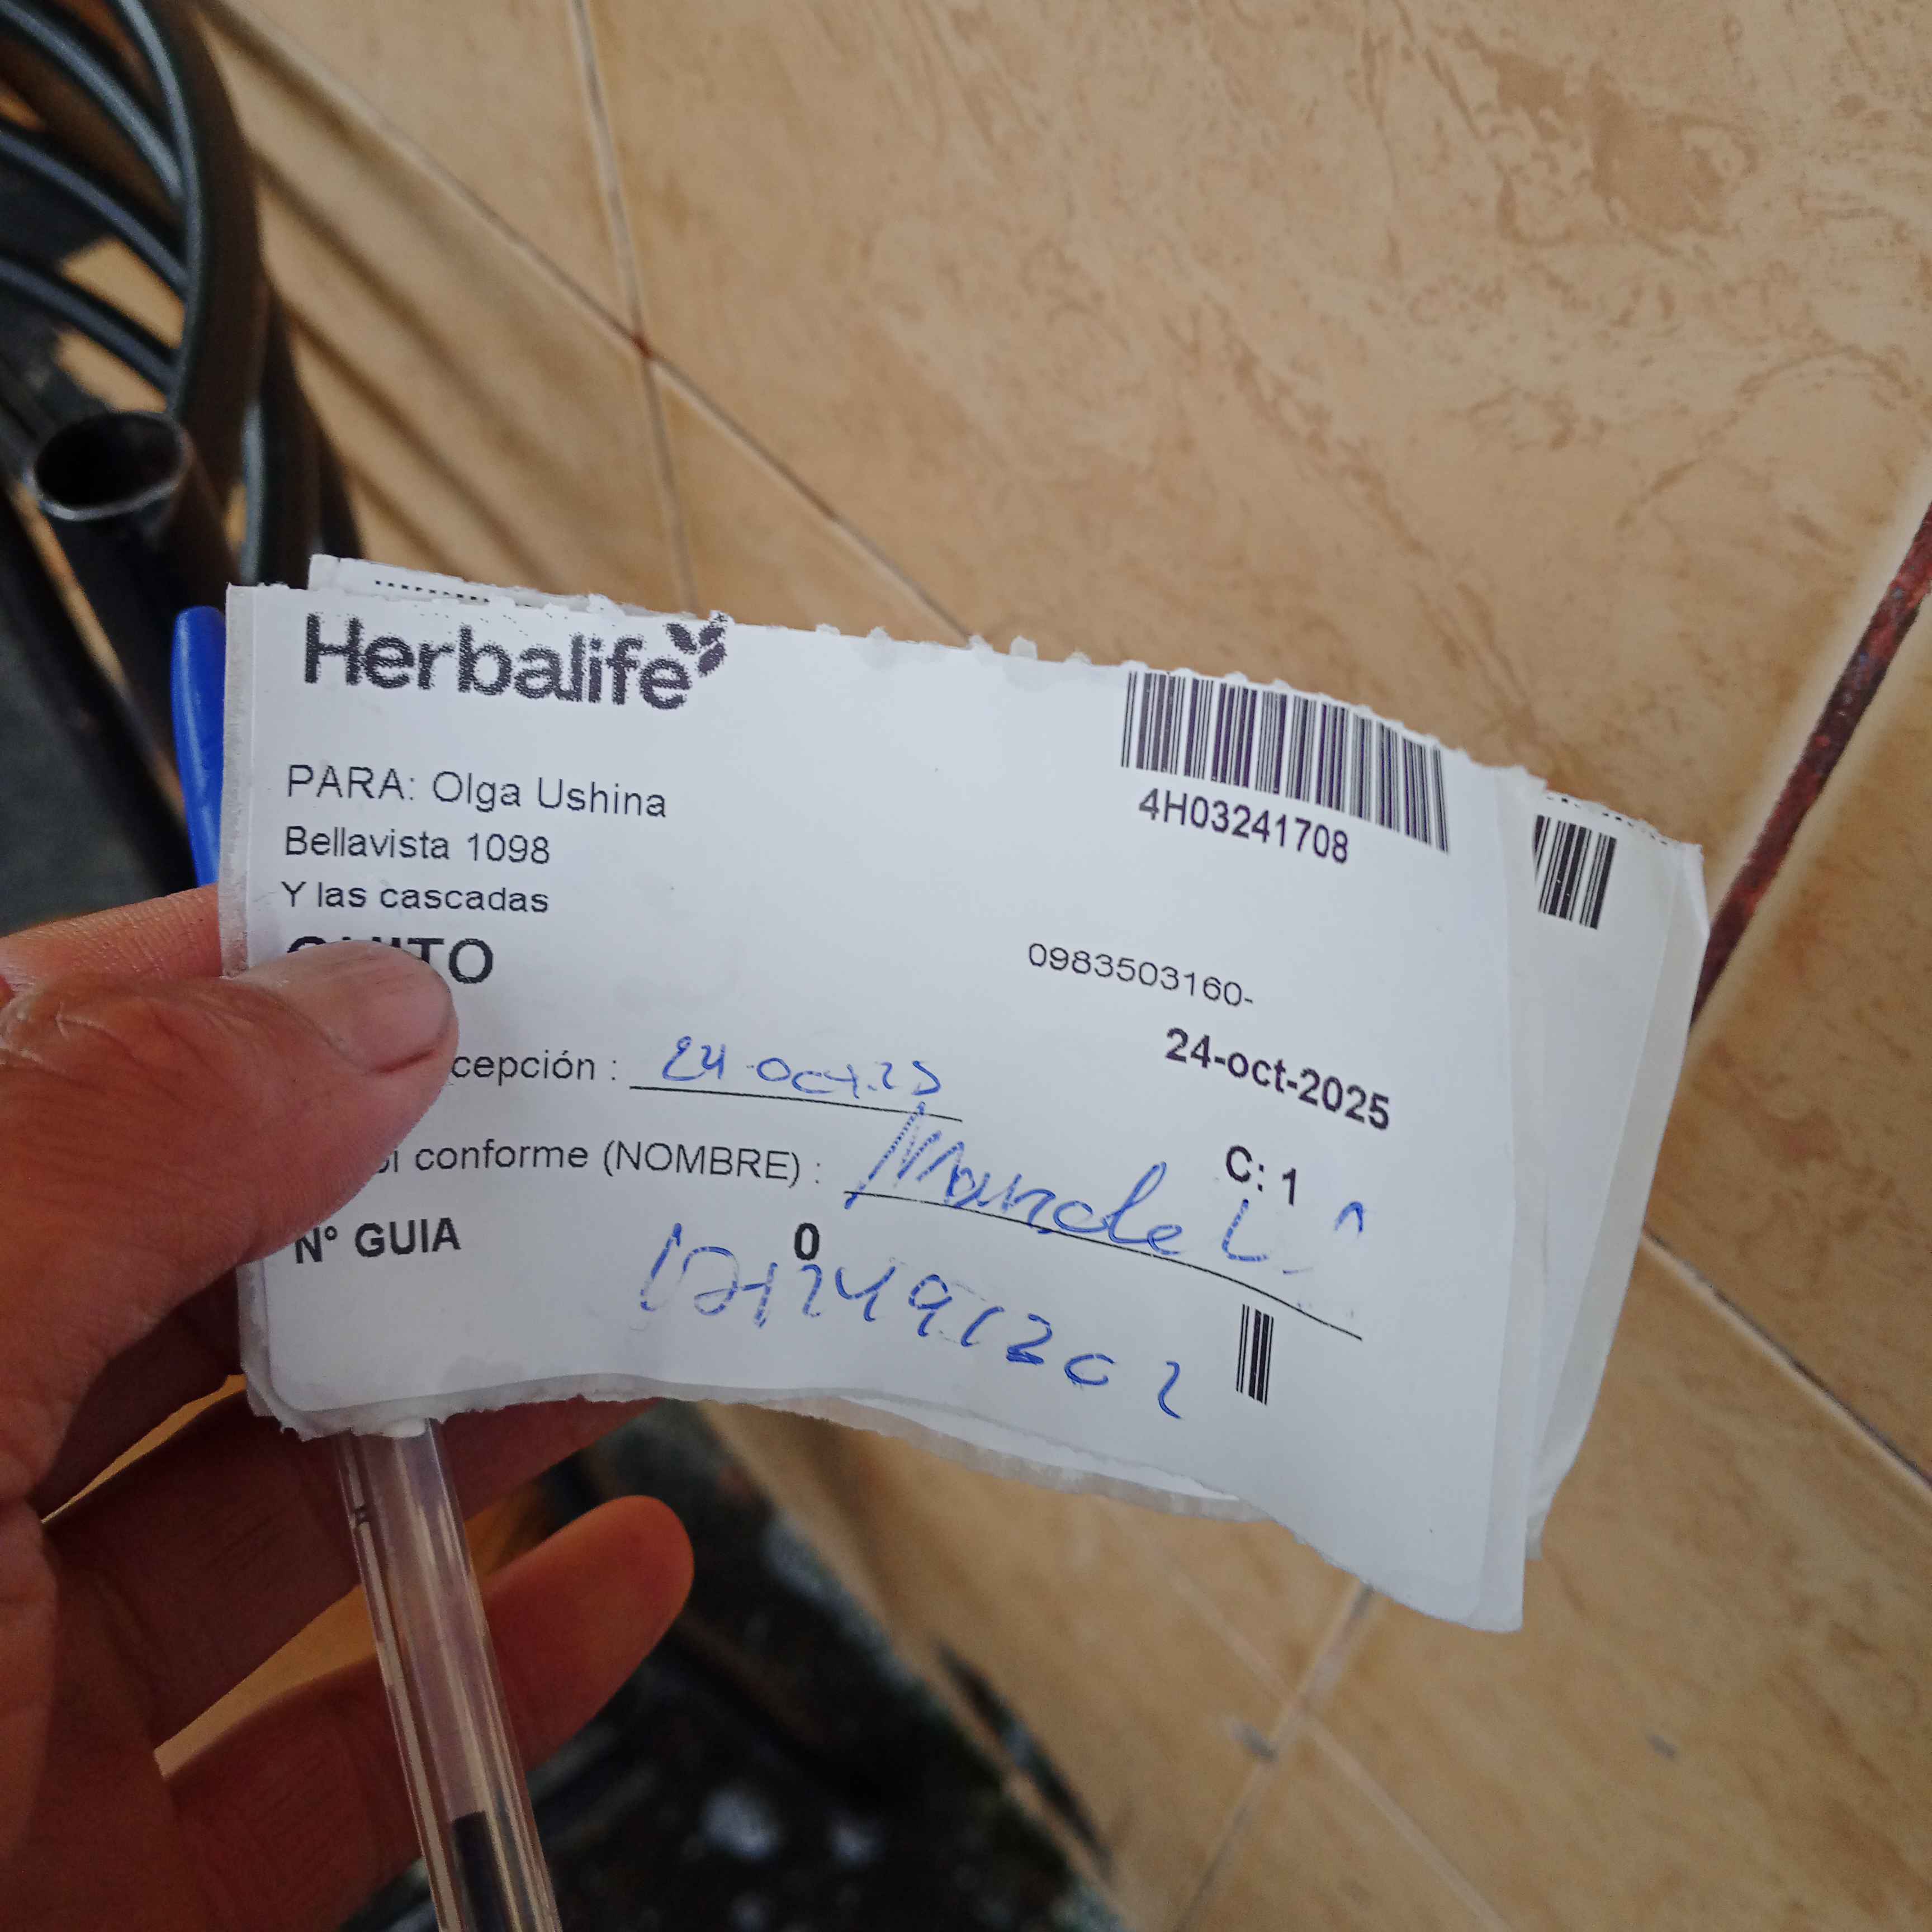 Herbalife
4H03241708
PARA: Olga Ushina
Bellavista 1098
Y las cascadas
QUITO
0983503160-
24-oct-2025
cepción : 24-oct.25
C: 1
conforme (NOMBRE) :
N° GUIA 0